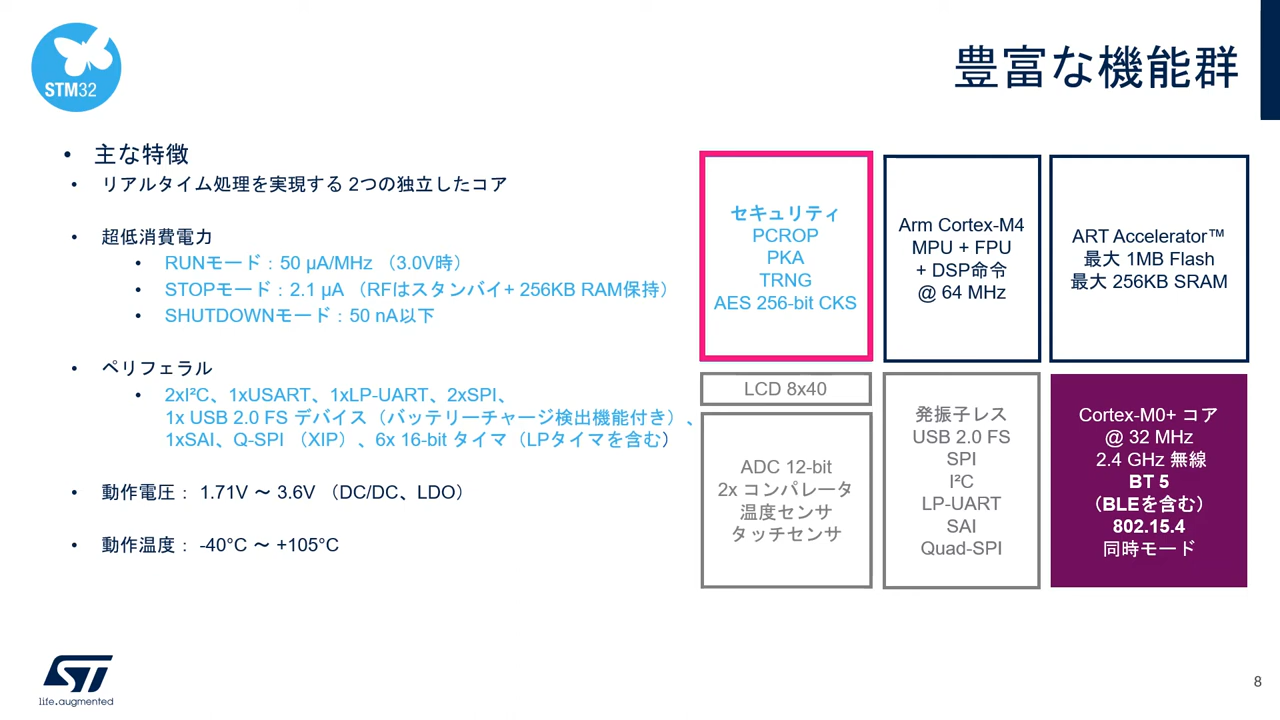 STM32
豊富な機能群
• 主な特徴
• リアルタイム処理を実現する 2つの独立したコア
• 超低消費電力
• RUNモード：50 µA/MHz （3.0V時）
• STOPモード：2.1 µA （RFはスタンバイ+ 256KB RAM保持）
• SHUTDOWNモード：50 nA以下
• ペリフェラル
• 2xI²C、1xUSART、1xLP-UART、2xSPI、
1x USB 2.0 FS デバイス（バッテリーチャージ検出機能付き）、
1xSAI、Q-SPI （XIP）、6x 16-bit タイマ（LPタイマを含む）
• 動作電圧： 1.71V ～ 3.6V （DC/DC、LDO）
• 動作温度： -40°C ～ +105°C
セキュリティ
PCROP
PKA
TRNG
AES 256-bit CKS
Arm Cortex-M4
MPU + FPU
+ DSP命令
@ 64 MHz
ART Accelerator™
最大 1MB Flash
最大 256KB SRAM
LCD 8x40
ADC 12-bit
2x コンパレータ
温度センサ
タッチセンサ
発振子レス
USB 2.0 FS
SPI
I²C
LP-UART
SAI
Quad-SPI
Cortex-M0+ コア
@ 32 MHz
2.4 GHz 無線
BT 5
（BLEを含む）
802.15.4
同時モード
ST
life.augmented
8